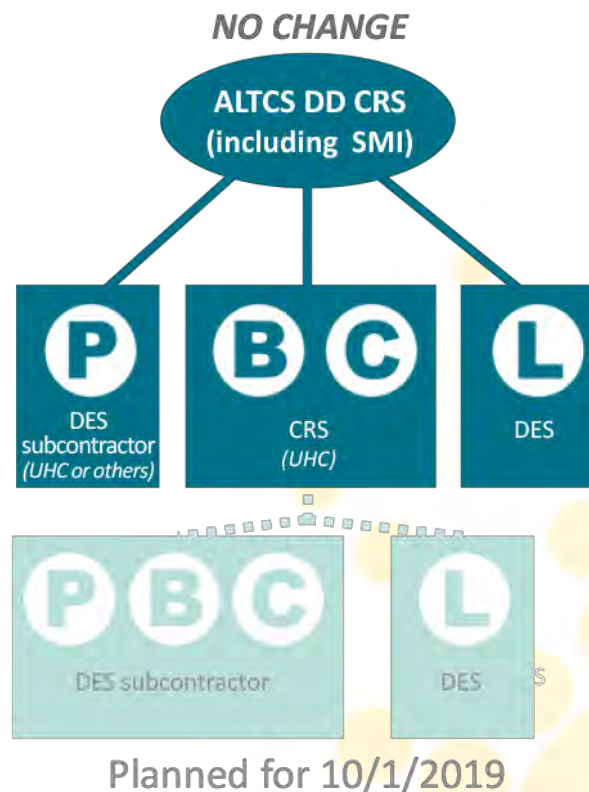 NO CHANGE
ALTCS DD CRS
(including SMI)
P
DES
subcontractor
(UHC or others)
B C
CRS
(UHC)
L
DES
P B C
DES subcontractor
L
DES
S
Planned for 10/1/2019